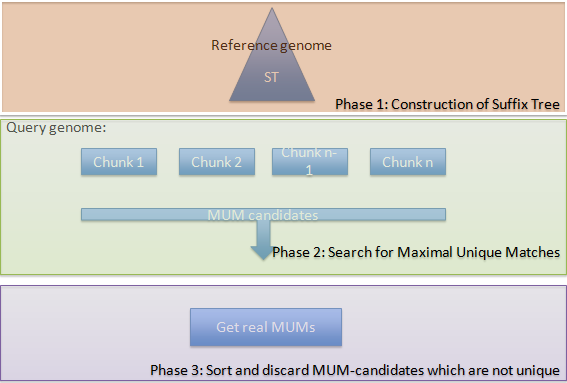 Reference genome
ST
Phase 1: Construction of Suffix Tree
Query genome:
Chunk 1
Chunk 2
Chunk n-
1
Chunk n
MUM candidates
Phase 2: Search for Maximal Unique Matches
Get real MUMs
Phase 3: Sort and discard MUM-candidates which are not unique